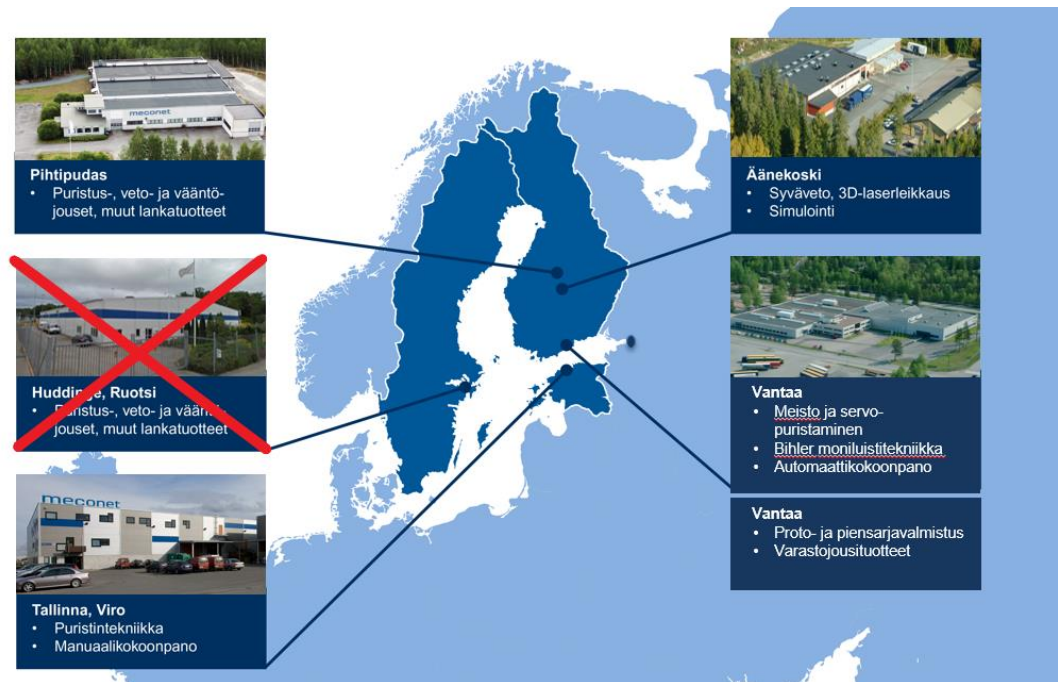 meconet
Pihtipudas
• Puristus-, veto- ja vääntö-
jouset, muut lankatuotteet
Huddinge, Ruotsi
• Puristus-, veto- ja vääntö-
jouset, muut lankatuotteet
meconet
Tallinna, Viro
• Puristintekniikka
• Manuaalikokoonpano
Äänekoski
• Syväveto, 3D-laserleikkaus
• Simulointi
Vantaa
• Meisto ja servo-
puristaminen
• Bihler moniluistitekniikka
• Automaattikokoonpano
Vantaa
• Proto- ja piensarjavalmistus
• Varastojousituotteet